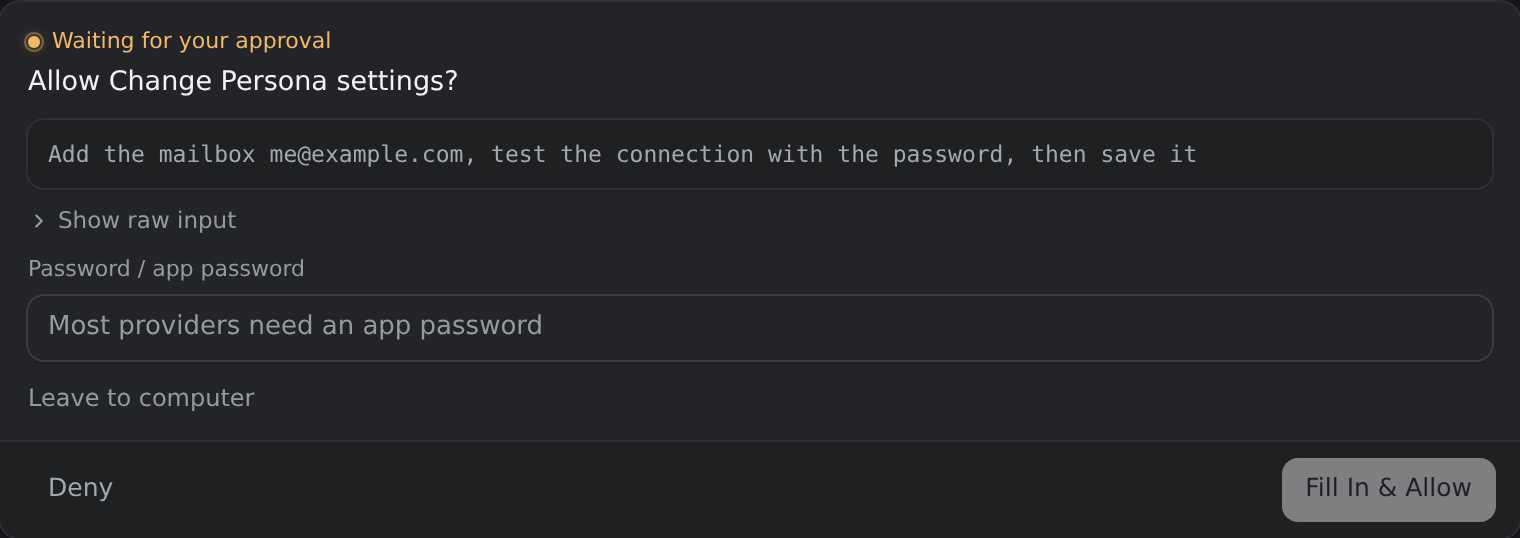 Waiting for your approval
Allow Change Persona settings?
Add the mailbox me@example.com, test the connection with the password, then save it
Show raw input
Password / app password
Most providers need an app password
Leave to computer
Deny
Fill In & Allow